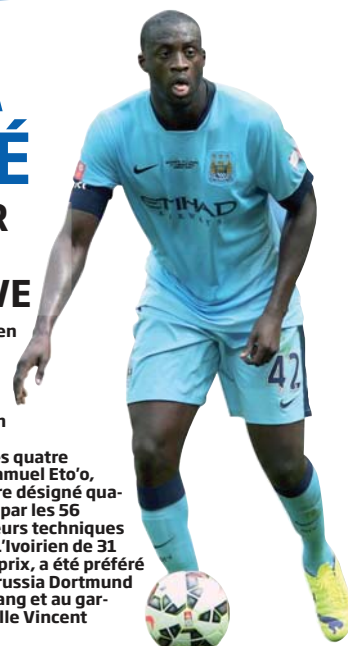 É
R
VE
en
s quatre
muel Eto'o,
re désigné qua-
par les 56
eurs techniques
L'Ivoirien de 31
prix, a été préféré
russia Dortmund
ang et au gar-
lle Vincent
ETIHAD
AIRWAYS
42